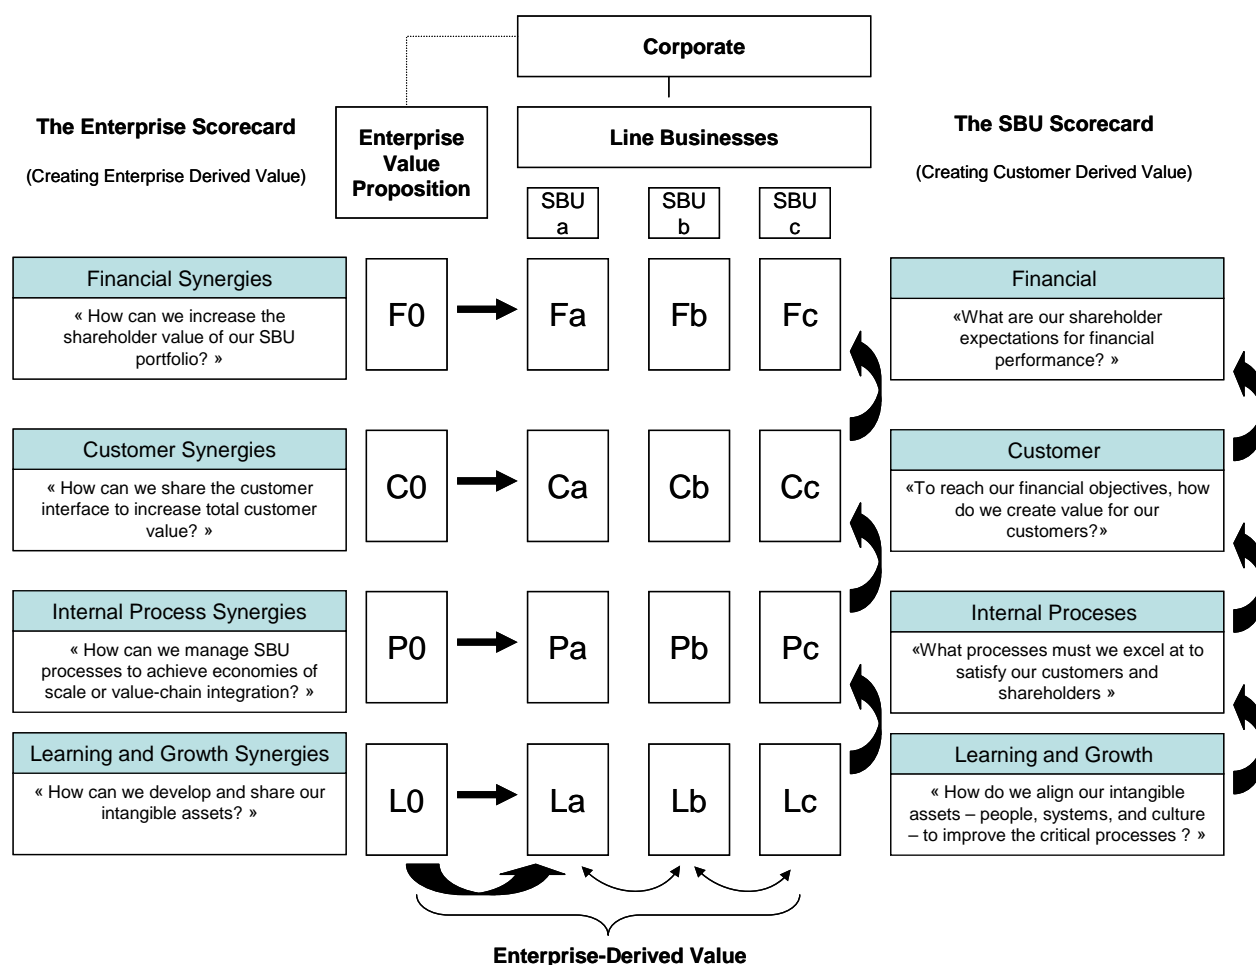 Corporate
The Enterprise Scorecard
(Creating Enterprise Derived Value)
Enterprise
Value
Proposition
Line Businesses
The SBU Scorecard
(Creating Customer Derived Value)
SBU
a
SBU
b
SBU
c
Financial Synergies
« How can we increase the
shareholder value of our SBU
portfolio? »
F0
Fa
Fb
Fc
Financial
«What are our shareholder
expectations for financial
performance? »
Customer Synergies
« How can we share the customer
interface to increase total customer
value? »
C0
Ca
Cb
Cc
Customer
«To reach our financial objectives, how
do we create value for our
customers?»
Internal Process Synergies
« How can we manage SBU
processes to achieve economies of
scale or value-chain integration? »
P0
Pa
Pb
Pc
Internal Proceses
«What processes must we excel at to
satisfy our customers and
shareholders »
Learning and Growth Synergies
« How can we develop and share our
intangible assets? »
L0
La
Lb
Lc
Learning and Growth
« How do we align our intangible
assets – people, systems, and culture
– to improve the critical processes ? »
Enterprise-Derived Value